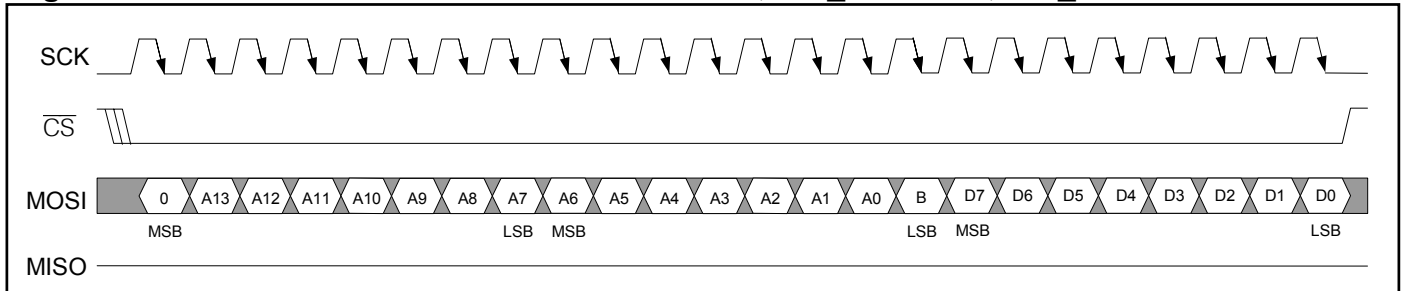 SCK
CS
MOSI 0 A13 A12 A11 A10 A9 A8 A7 A6 A5 A4 A3 A2 A1 A0 B D7 D6 D5 D4 D3 D2 D1 D0
MSB LSB MSB LSB MSB LSB
MISO